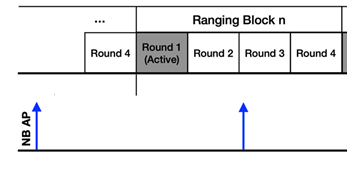 ... Ranging Block n
Round 4 Round 1 Round 2 Round 3 Round 4
(Active)
NB AP